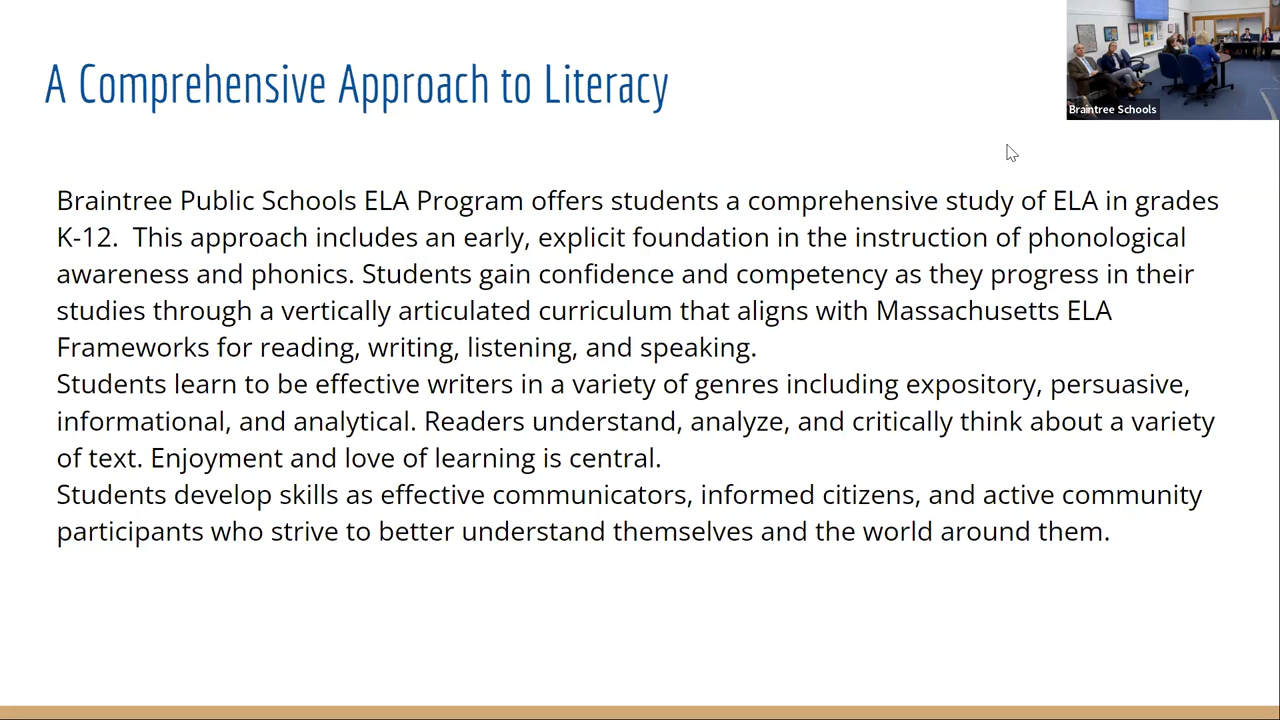 A Comprehensive Approach to Literacy
Braintree Schools
Braintree Public Schools ELA Program offers students a comprehensive study of ELA in grades
K-12.  This approach includes an early, explicit foundation in the instruction of phonological
awareness and phonics. Students gain confidence and competency as they progress in their
studies through a vertically articulated curriculum that aligns with Massachusetts ELA
Frameworks for reading, writing, listening, and speaking.
Students learn to be effective writers in a variety of genres including expository, persuasive,
informational, and analytical. Readers understand, analyze, and critically think about a variety
of text. Enjoyment and love of learning is central.
Students develop skills as effective communicators, informed citizens, and active community
participants who strive to better understand themselves and the world around them.